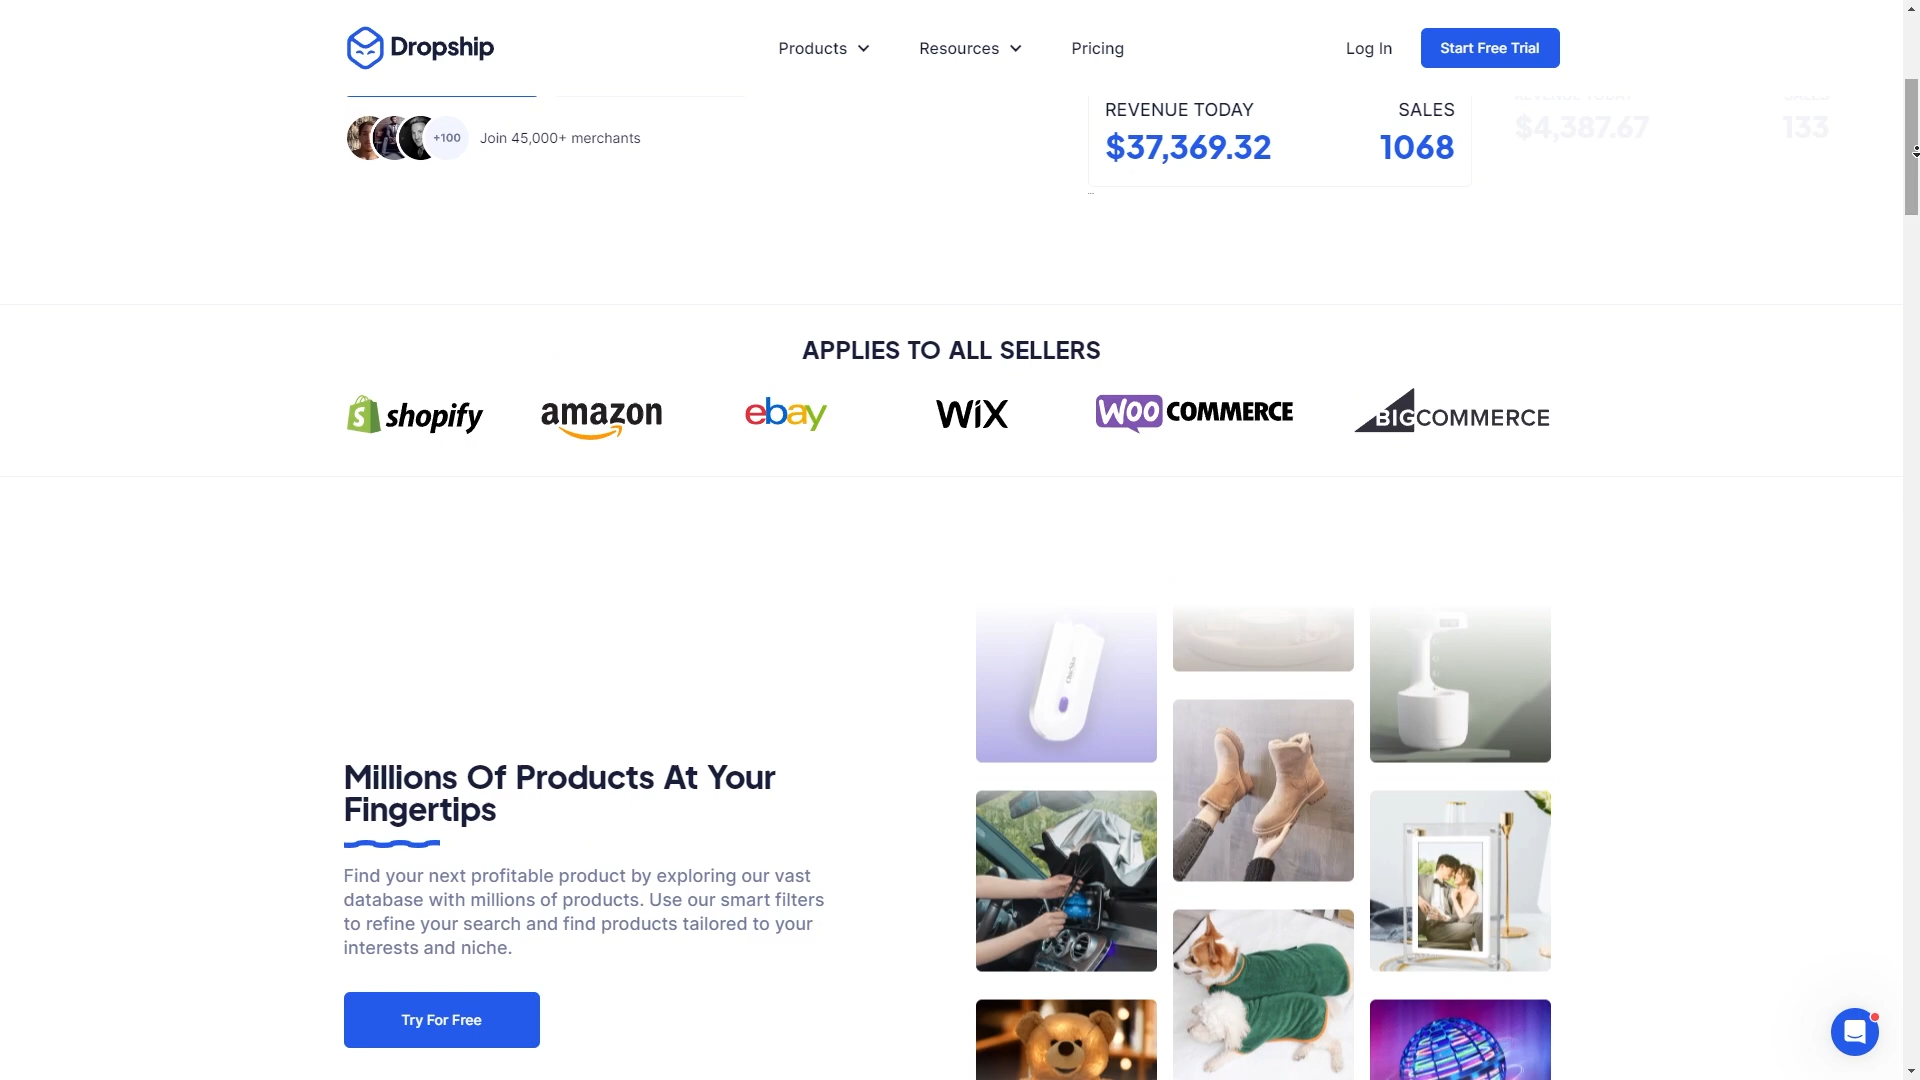 Dropship
Products
Resources
Pricing
Log In
Start Free Trial
+100
Join 45,000+ merchants
REVENUE TODAY
SALES
$37,369.32
1068
$4,387.67
133
APPLIES TO ALL SELLERS
shopify
amazon
ebay
WiX
WOO COMMERCE
BIGCOMMERCE
Millions Of Products At Your
Fingertips
Find your next profitable product by exploring our vast
database with millions of products. Use our smart filters
to refine your search and find products tailored to your
interests and niche.
Try For Free